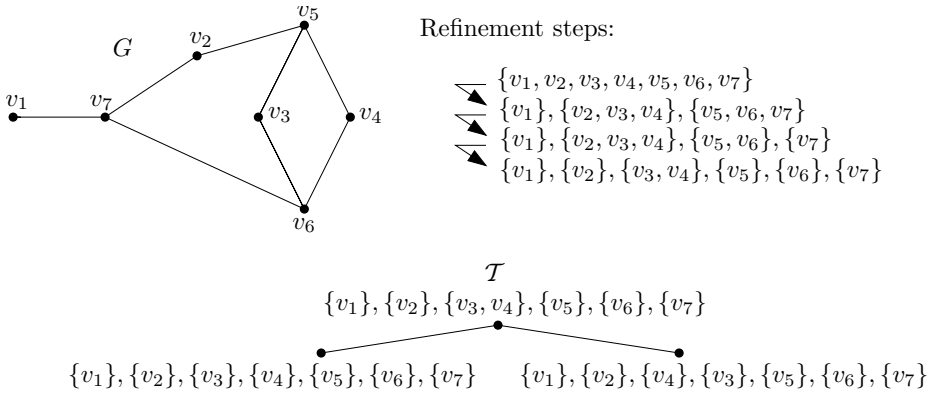 G
v₅
v₂
v₁
v₇
v₃
v₄
v₆
Refinement steps:
{v₁, v₂, v₃, v₄, v₅, v₆, v₇}
{v₁}, {v₂, v₃, v₄}, {v₅, v₆, v₇}
{v₁}, {v₂, v₃, v₄}, {v₅, v₆}, {v₇}
{v₁}, {v₂}, {v₃, v₄}, {v₅}, {v₆}, {v₇}
𝒯
{v₁}, {v₂}, {v₃, v₄}, {v₅}, {v₆}, {v₇}
{v₁}, {v₂}, {v₃}, {v₄}, {v₅}, {v₆}, {v₇}
{v₁}, {v₂}, {v₄}, {v₃}, {v₅}, {v₆}, {v₇}